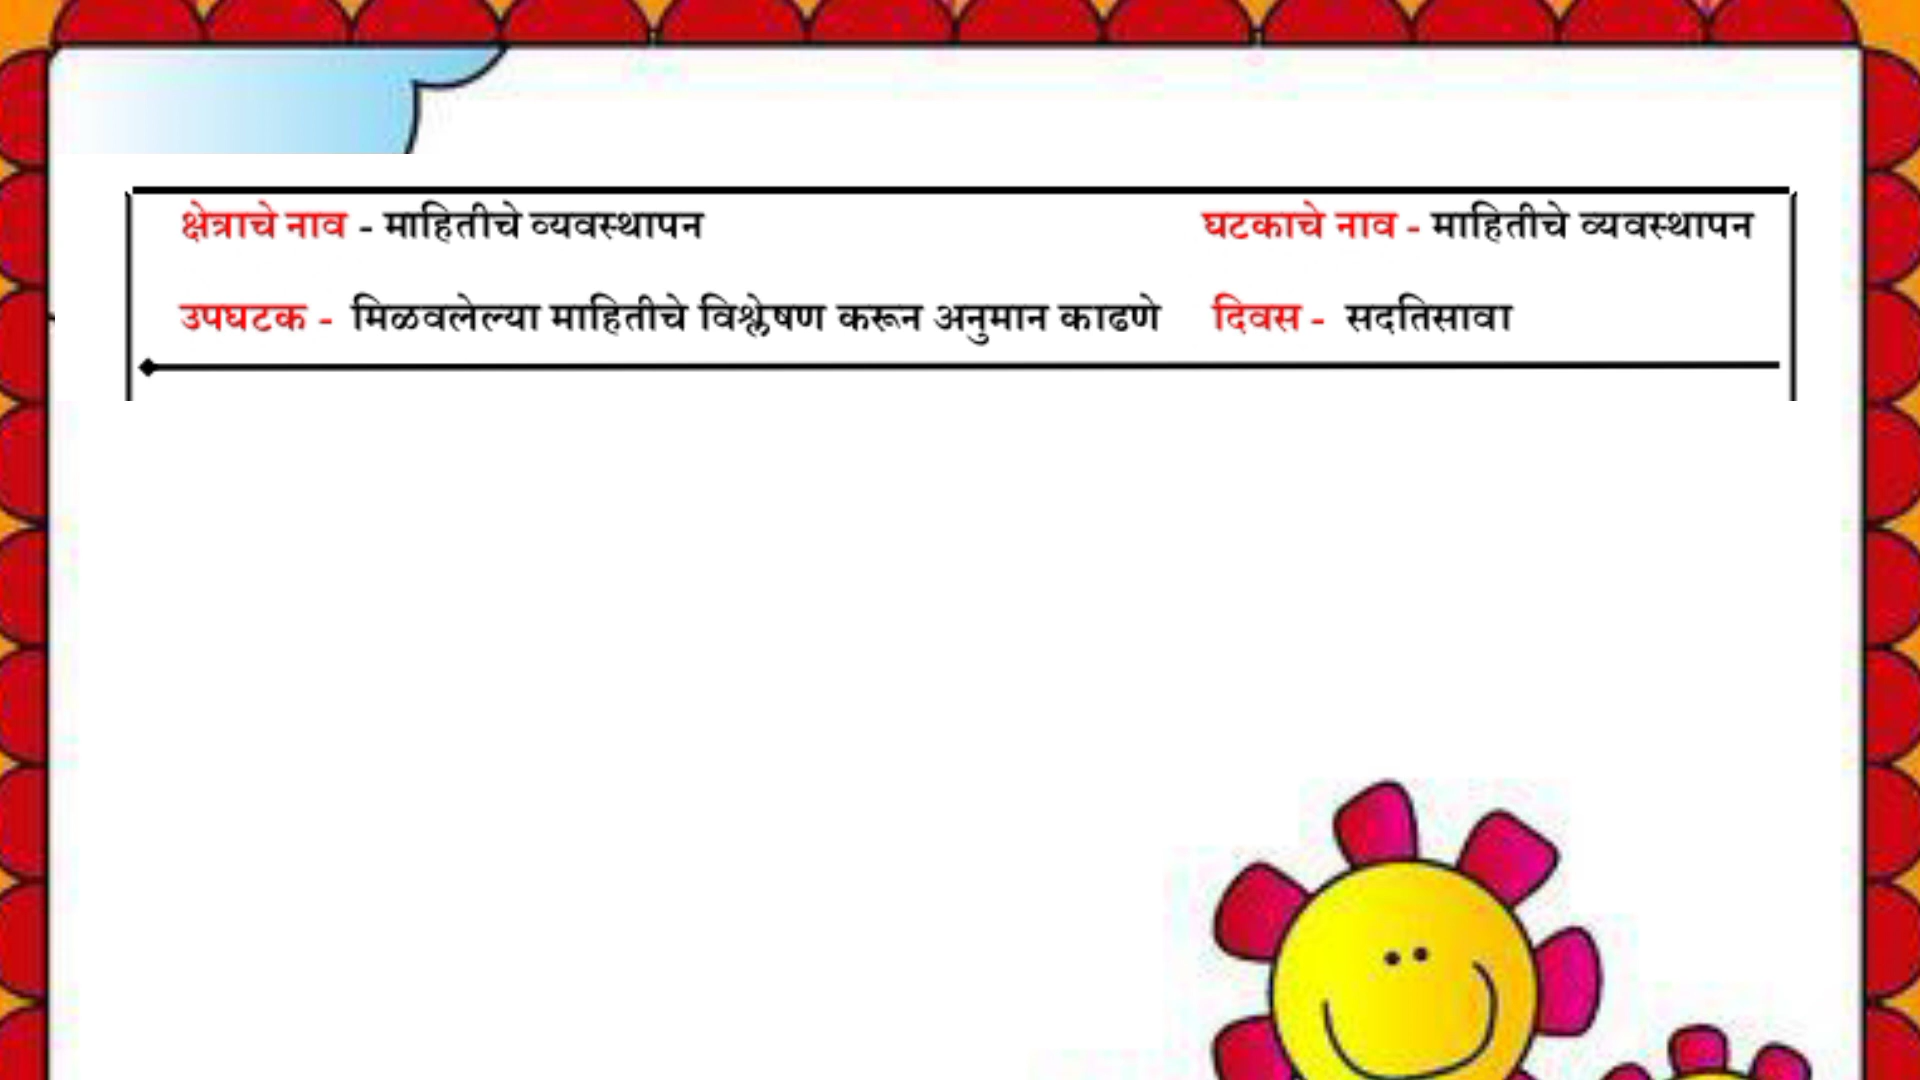 क्षेत्राचे नाव - माहितीचे व्यवस्थापन घटकाचे नाव - माहितीचे व्यवस्थापन
उपघटक - मिळवलेल्या माहितीचे विश्लेषण करून अनुमान काढणे दिवस - सदतिसावा